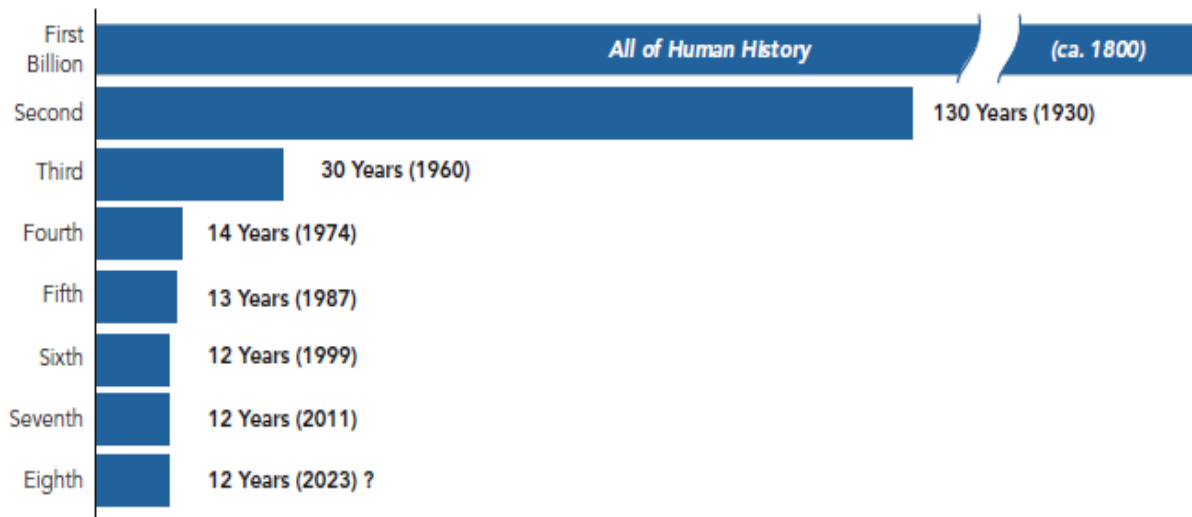 First
Billion
All of Human History
(ca. 1800)
Second
130 Years (1930)
Third
30 Years (1960)
Fourth
14 Years (1974)
Fifth
13 Years (1987)
Sixth
12 Years (1999)
Seventh
12 Years (2011)
Eighth
12 Years (2023) ?